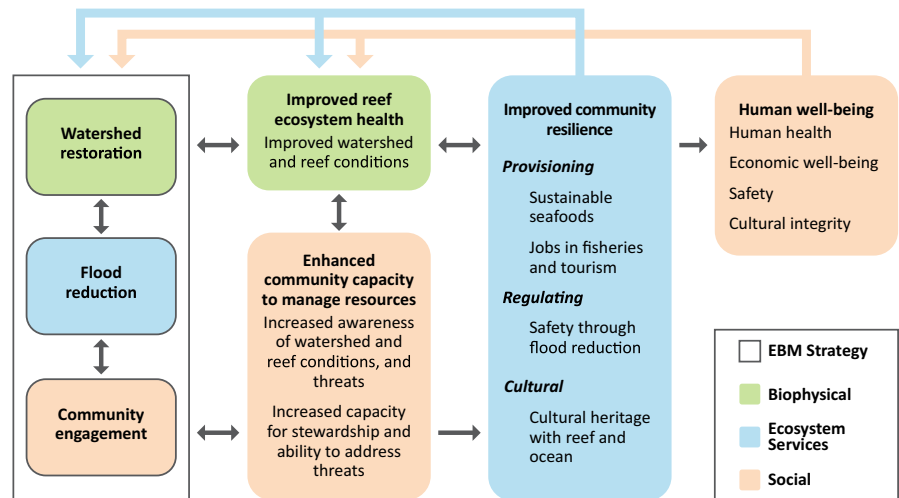 Watershed
restoration
Flood
reduction
Community
engagement
Improved reef
ecosystem health
Improved watershed
and reef conditions
Enhanced
community capacity
to manage resources
Increased awareness
of watershed and
reef conditions, and
threats
Increased capacity
for stewardship and
ability to address
threats
Improved community
resilience
Provisioning
Sustainable
seafoods
Jobs in fisheries
and tourism
Regulating
Safety through
flood reduction
Cultural
Cultural heritage
with reef and
ocean
Human well-being
Human health
Economic well-being
Safety
Cultural integrity
EBM Strategy
Biophysical
Ecosystem
Services
Social